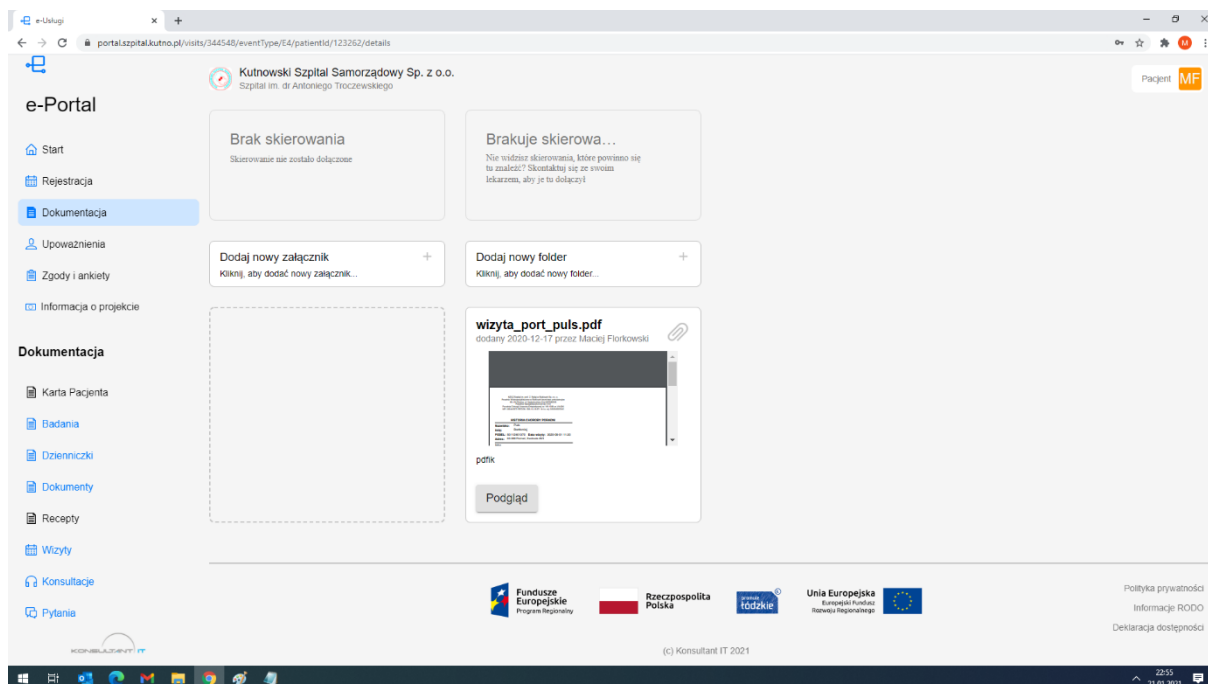 e-Usługi
portal.szpital.kutno.pl/visits/344548/eventType/E4/patientId/123262/details
M
e-Portal
Start
Rejestracja
Dokumentacja
Upoważnienia
Zgody i ankiety
Informacja o projekcie
Dokumentacja
Karta Pacjenta
Badania
Dzienniczki
Dokumenty
Recepty
Wizyty
Konsultacje
Pytania
KONSULTANT IT
Kutnowski Szpital Samorządowy Sp. z o.o.
Szpital im. dr Antoniego Troczewskiego
Pacjent MF
Brak skierowania
Skierowanie nie zostało dołączone
Brakuje skierowa...
Nie widzisz skierowania, które powinno się
tu znaleźć? Skontaktuj się ze swoim
lekarzem, aby je tu dołączył
Dodaj nowy załącznik
Kliknij, aby dodać nowy załącznik...
Dodaj nowy folder
Kliknij, aby dodać nowy folder...
wizyta_port_puls.pdf
dodany 2020-12-17 przez Maciej Florkowski
pdfik
Podgląd
Fundusze
Europejskie
Program Regionalny
Rzeczpospolita
Polska
łódzkie
Unia Europejska
Europejski Fundusz
Rozwoju Regionalnego
Polityka prywatności
Informacje RODO
Deklaracja dostępności
(c) Konsultant IT 2021
22:55
21.01.2021